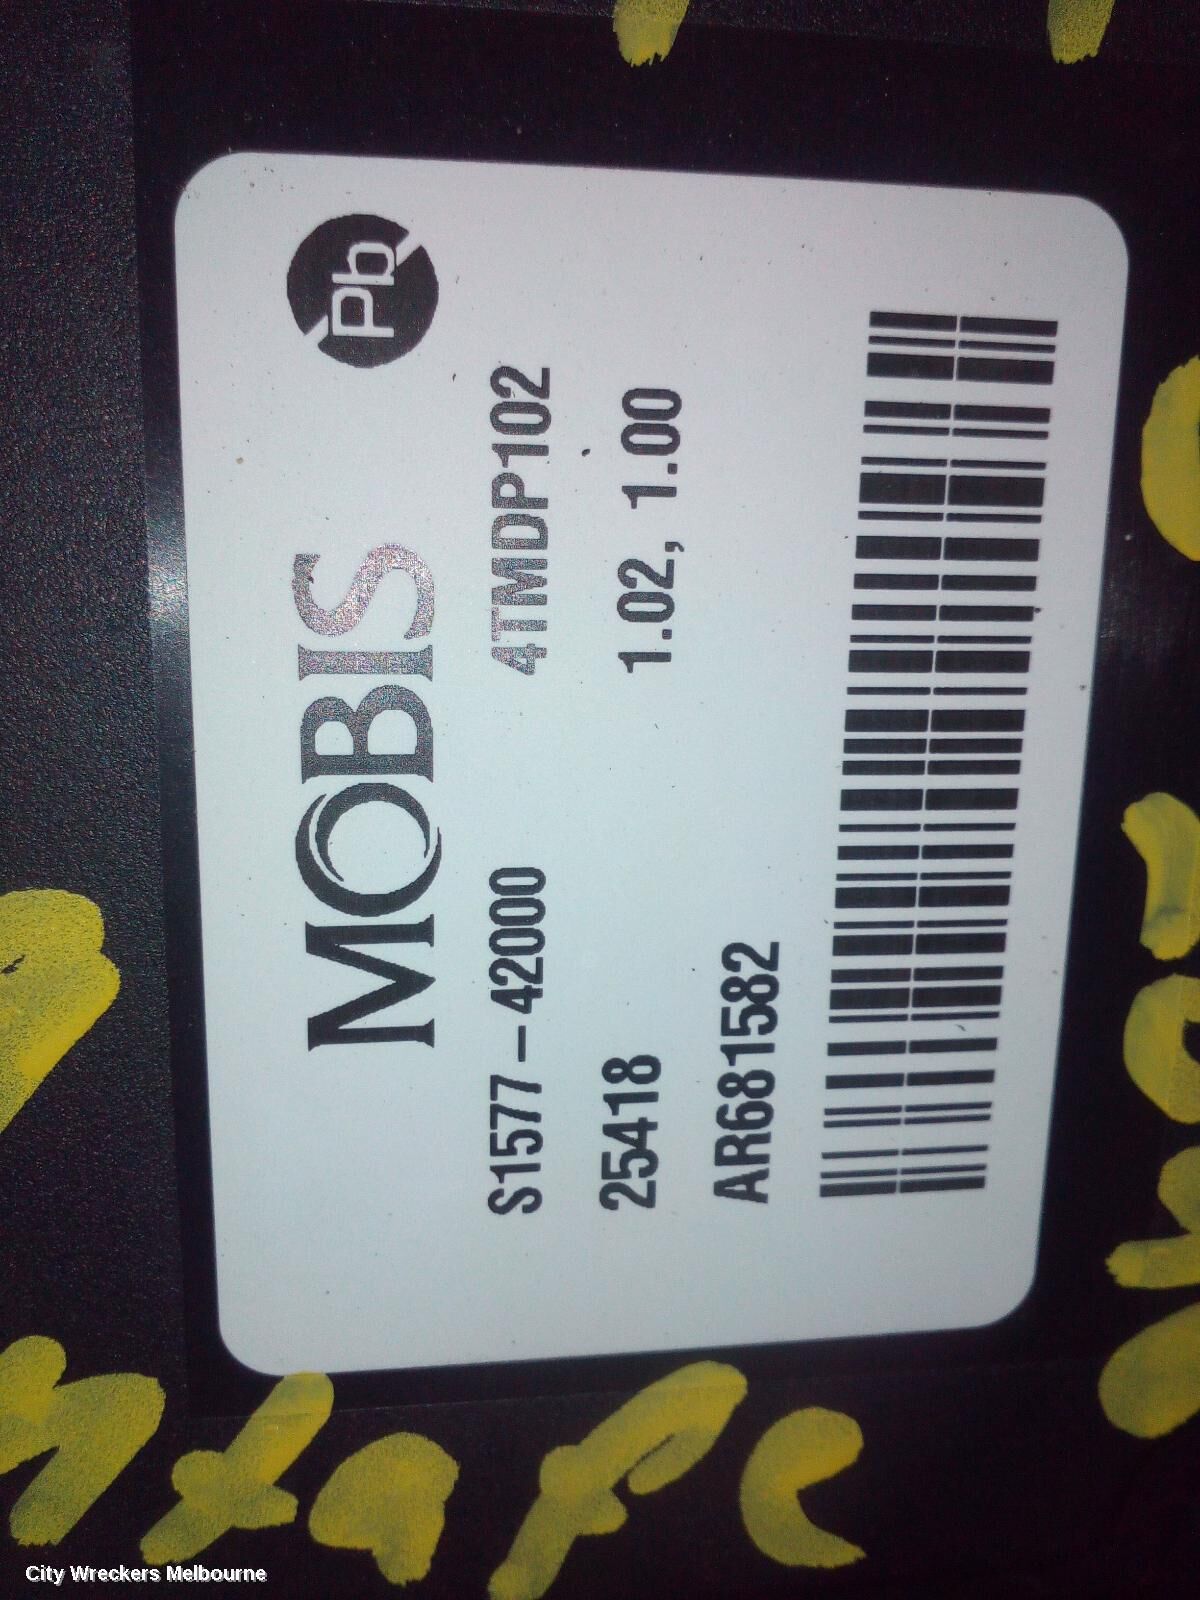 MOBIS Pb
S1577-42000 4TMDP102
25418 1.02, 1.00
AR681582
City Wreckers Melbourne